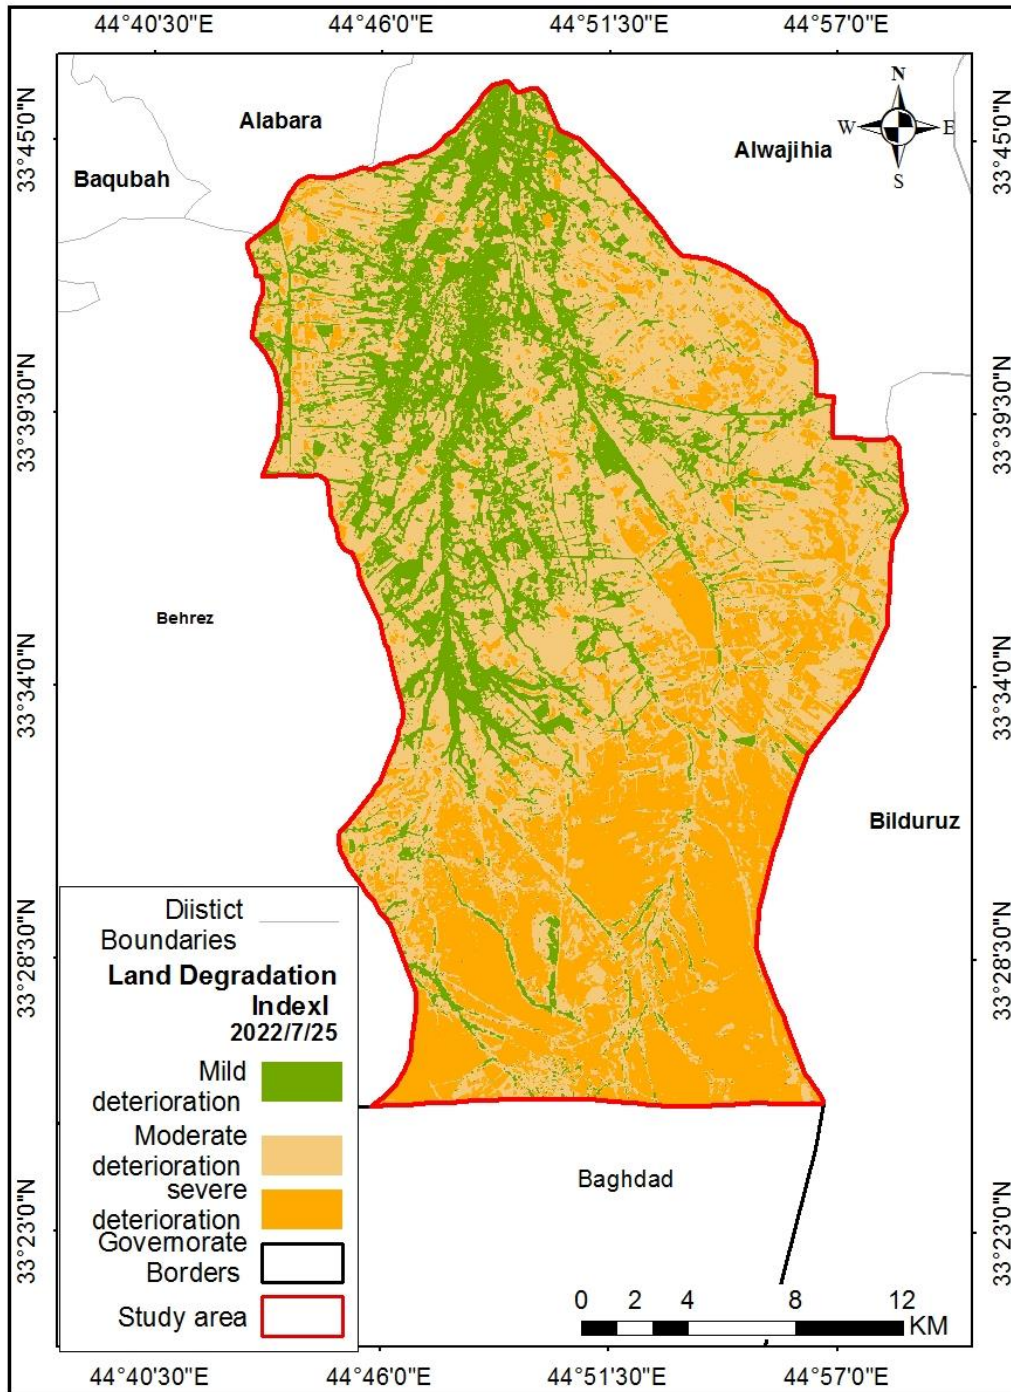 44°40'30"E
44°46'0"E
44°51'30"E
44°57'0"E
33°45'0"N
33°45'0"N
N
W
E
S
Alabara
Alwajihia
Baqubah
33°39'30"N
33°39'30"N
Behrez
33°34'0"N
33°34'0"N
Bilduruz
33°28'30"N
33°28'30"N
Diistict
Boundaries
Land Degradation
Indexl
2022/7/25
Mild
deterioration
Moderate
deterioration
severe
deterioration
Governorate
Borders
Study area
Baghdad
33°23'0"N
33°23'0"N
0 2 4 8 12
KM
44°40'30"E
44°46'0"E
44°51'30"E
44°57'0"E